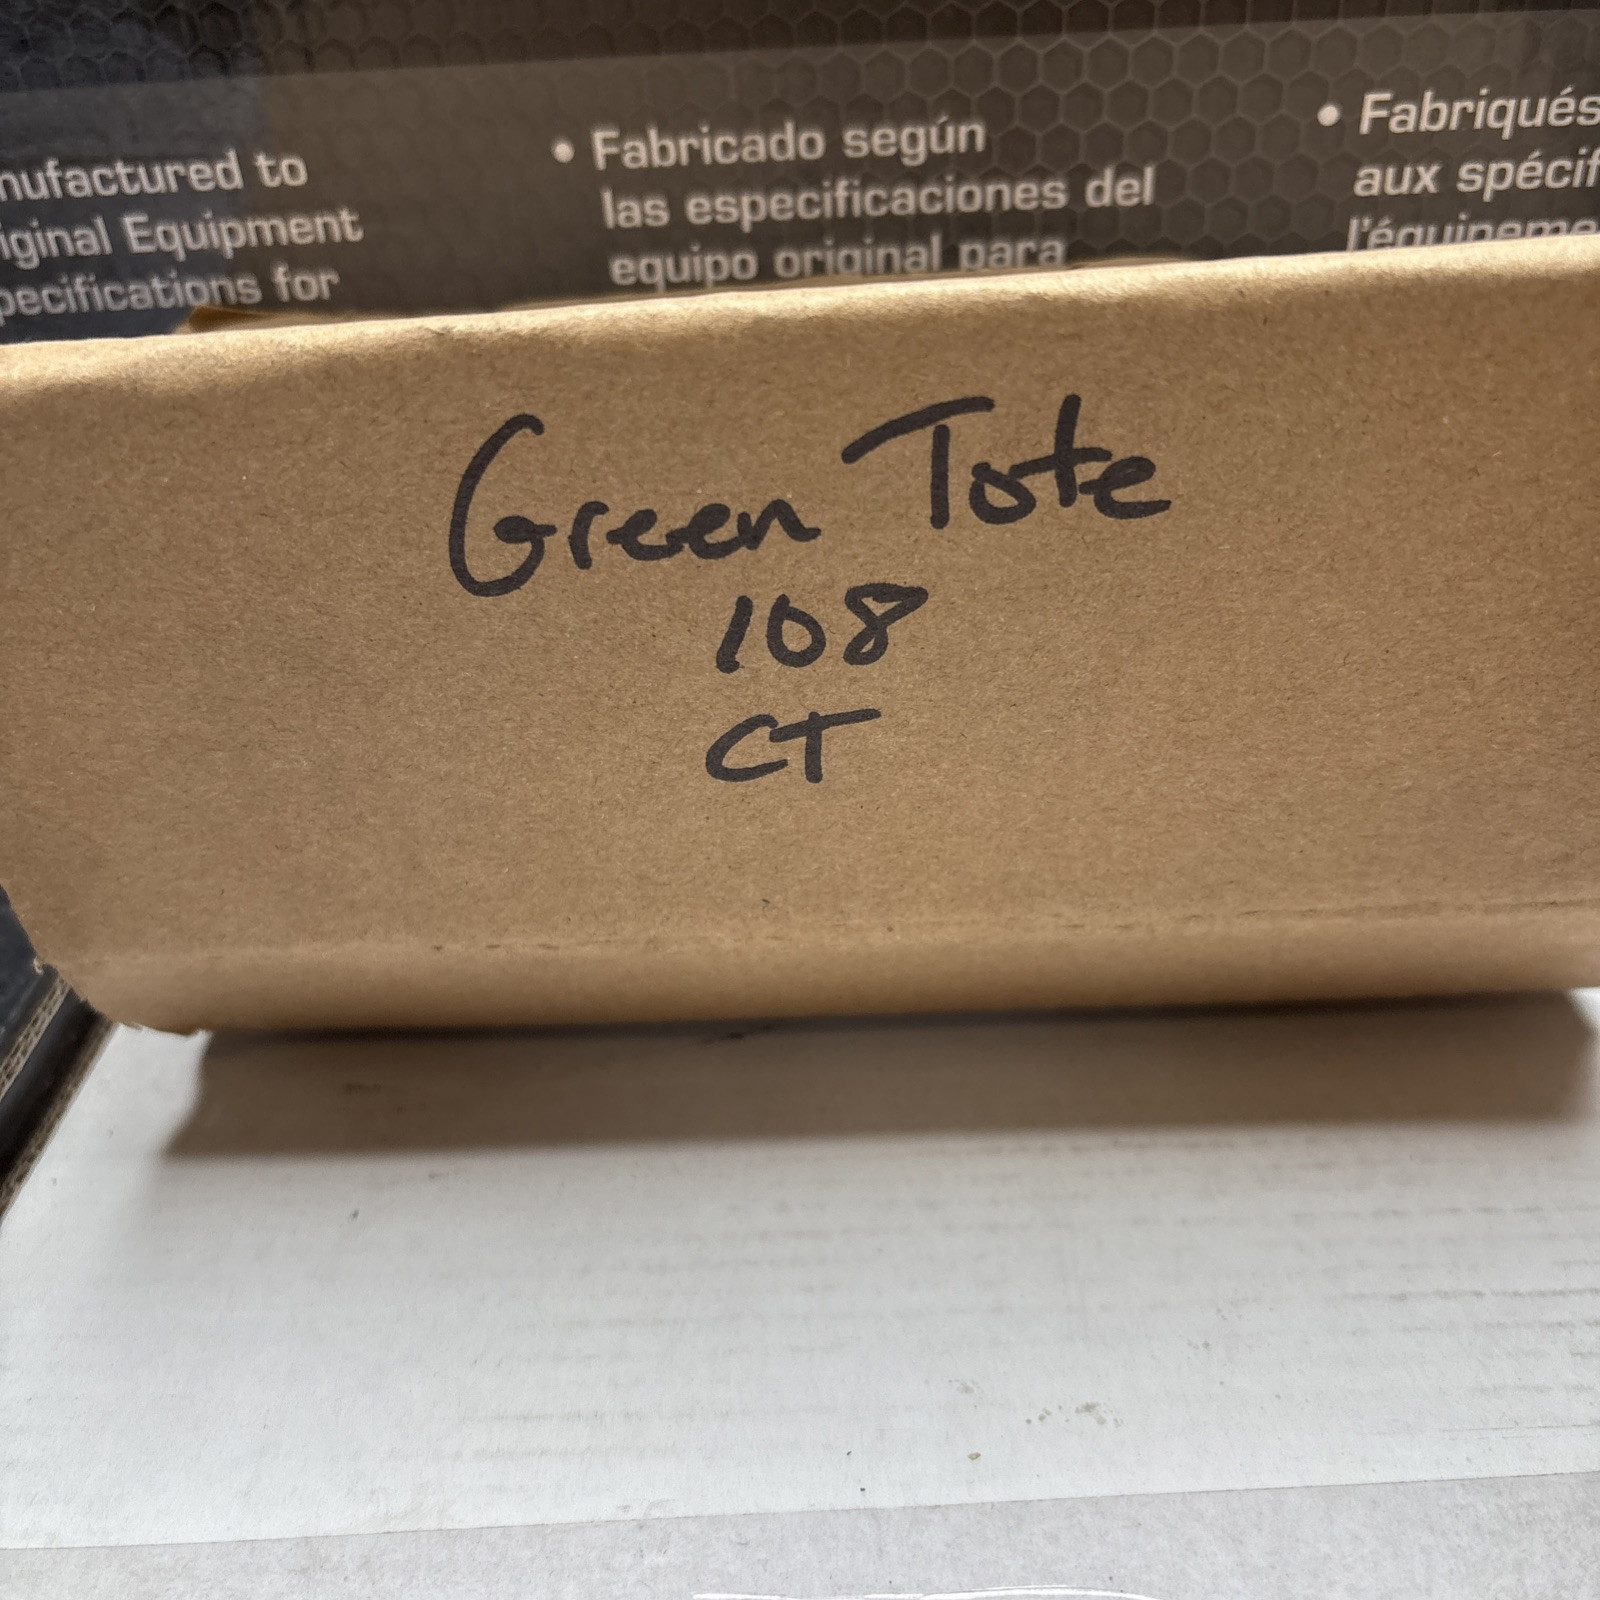 nufactured to
iginal Equipment
pecifications for
• Fabricado según
las especificaciones del
equipo original para
• Fabriqués
aux spécif
l'équipeme
Green Tote
108
CT